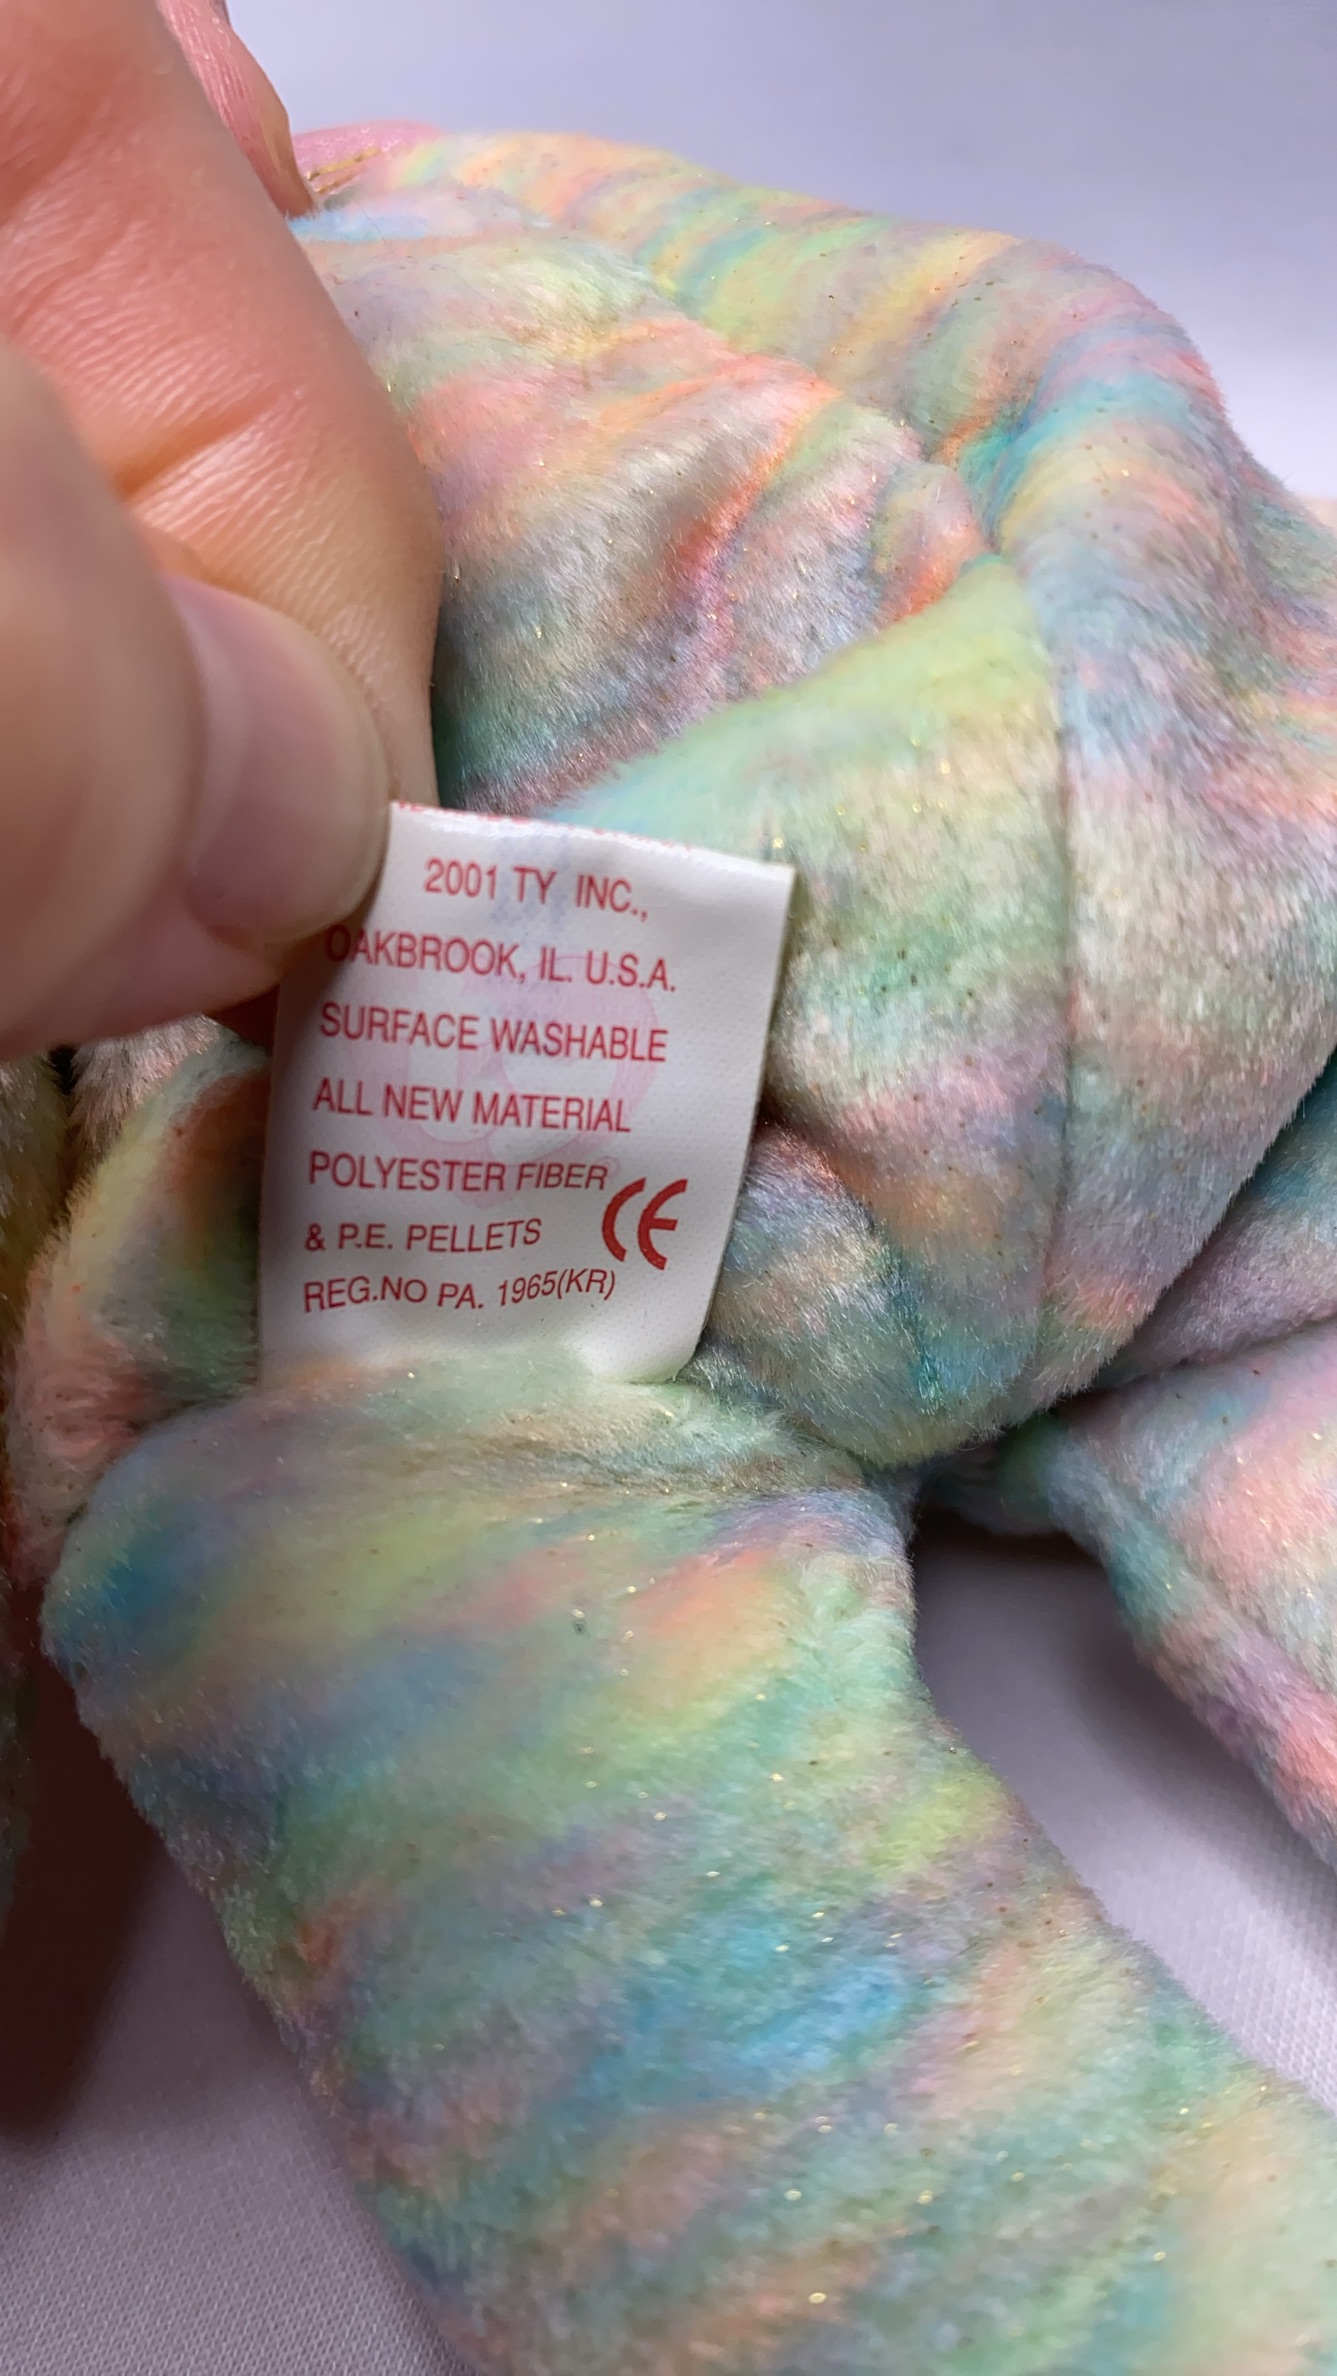 2001 TY INC.,
OAKBROOK, IL. U.S.A.
SURFACE WASHABLE
ALL NEW MATERIAL
POLYESTER FIBER
& P.E. PELLETS
CE
REG.NO PA. 1965(KR)